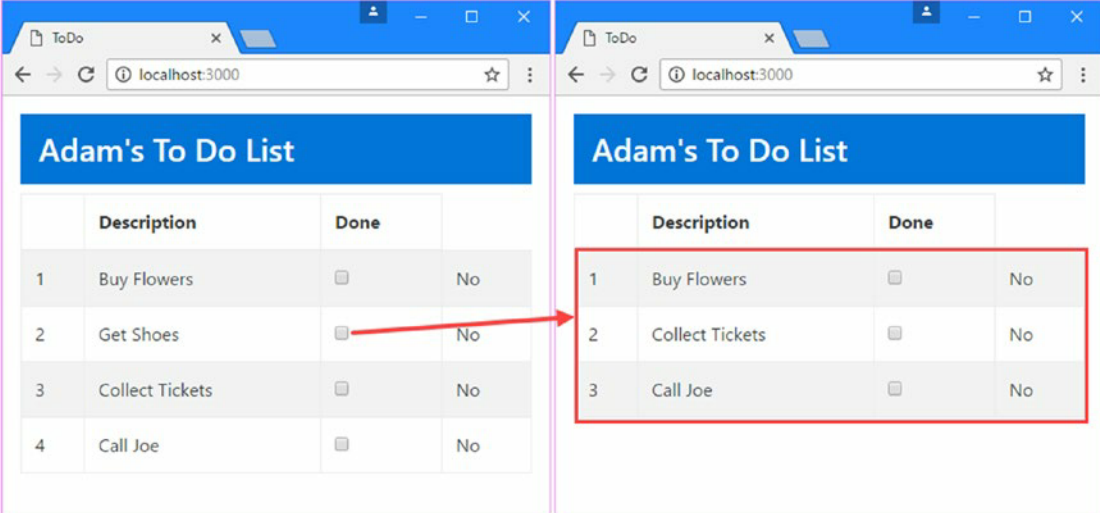 ToDo
localhost:3000
Adam's To Do List
Description Done
1 Buy Flowers No
2 Get Shoes No
3 Collect Tickets No
4 Call Joe No
ToDo
localhost:3000
Adam's To Do List
Description Done
1 Buy Flowers No
2 Collect Tickets No
3 Call Joe No